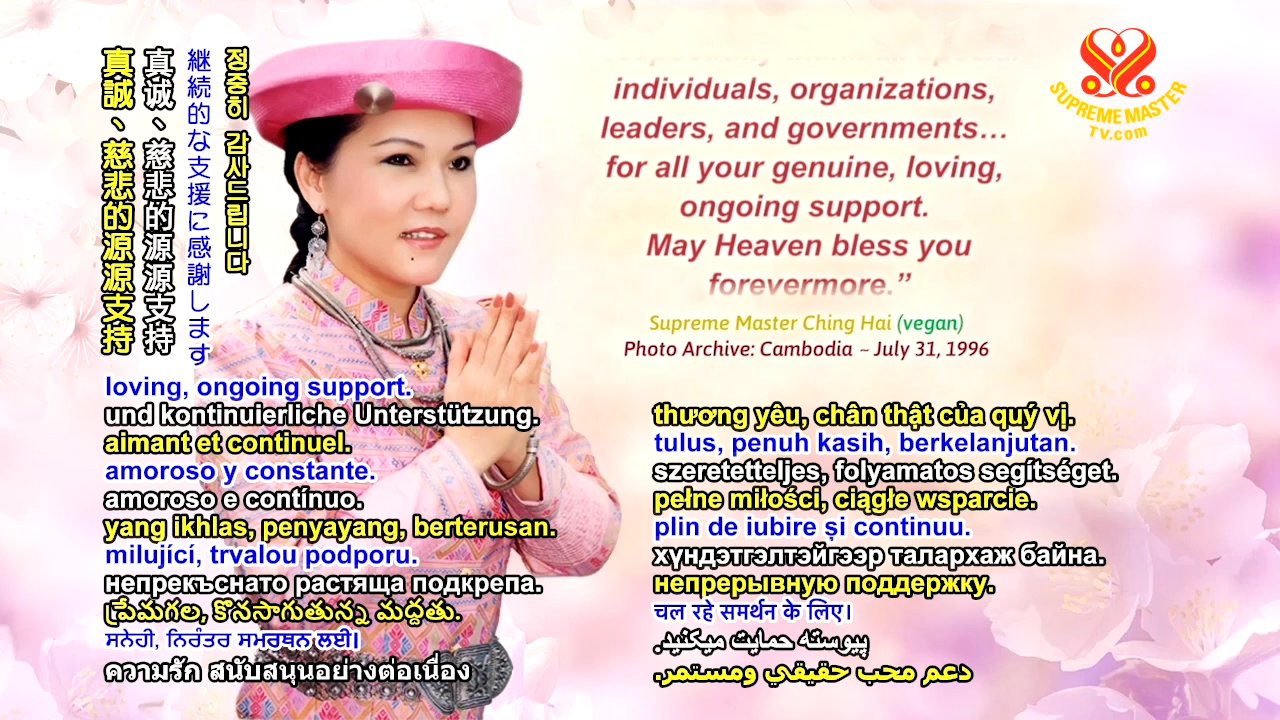 真誠、慈悲的源源支持
真诚、慈悲的源源支持
継続的な支援に感謝します
정중히 감사드립니다
individuals, organizations,
leaders, and governments…
for all your genuine, loving,
ongoing support.
May Heaven bless you
forevermore.”
Supreme Master Ching Hai (vegan)
Photo Archive: Cambodia ~ July 31, 1996
SUPREME MASTER
TV.com
loving, ongoing support.
und kontinuierliche Unterstützung.
aimant et continuel.
amoroso y constante.
amoroso e contínuo.
yang ikhlas, penyayang, berterusan.
milující, trvalou podporu.
непрекъсната растяща подкрепа.
ప్రేమగల, కొనసాగుతున్న మద్దతు.
ਸਨੇਹੀ, ਨਿਰੰਤਰ ਸਮਰਥਨ ਲਈ।
ความรัก สนับสนุนอย่างต่อเนื่อง
thương yêu, chân thật của quý vị.
tulus, penuh kasih, berkelanjutan.
szeretetteljes, folyamatos segítséget.
pełne miłości, ciągłe wsparcie.
plin de iubire și continuu.
хүндэтгэлтэйгээр талархаж байна.
непрерывную поддержку.
चल रहे समर्थन के लिए।
پیوسته حمایت میکنید.
دعم محب حقيقي ومستمر.